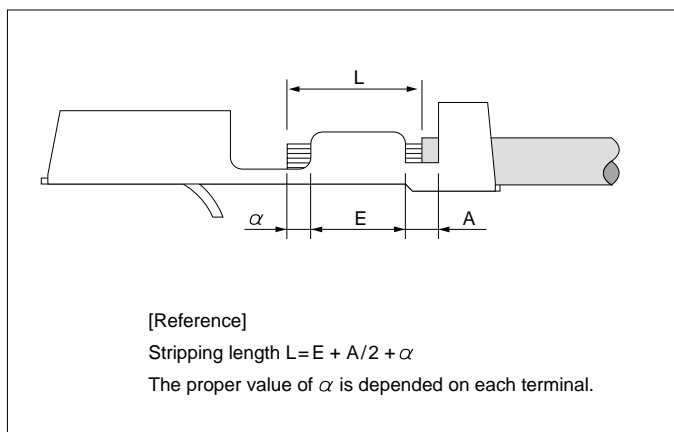 L
α E A
[Reference]
Stripping length L=E + A/2 + α
The proper value of α is depended on each terminal.